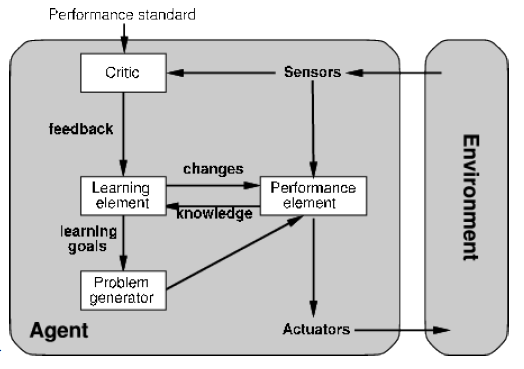 Performance standard
Critic
Sensors
feedback
changes
Learning
element
Performance
element
knowledge
learning
goals
Problem
generator
Agent
Actuators
Environment